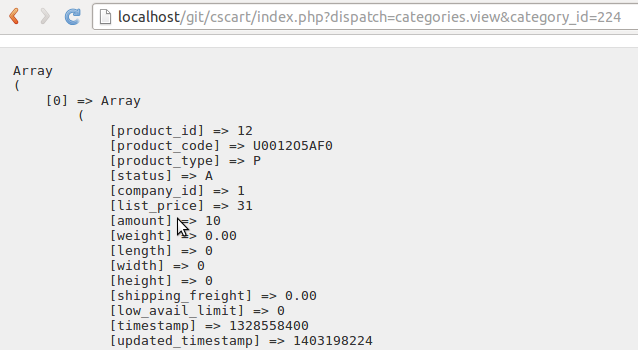 localhost/git/cscart/index.php?dispatch=categories.view&category_id=224
Array
(
[0] => Array
(
[product_id] => 12
[product_code] => U0012O5AF0
[product_type] => P
[status] => A
[company_id] => 1
[list_price] => 31
[amount] => 10
[weight] => 0.00
[length] => 0
[width] => 0
[height] => 0
[shipping_freight] => 0.00
[low_avail_limit] => 0
[timestamp] => 1328558400
[updated_timestamp] => 1403198224